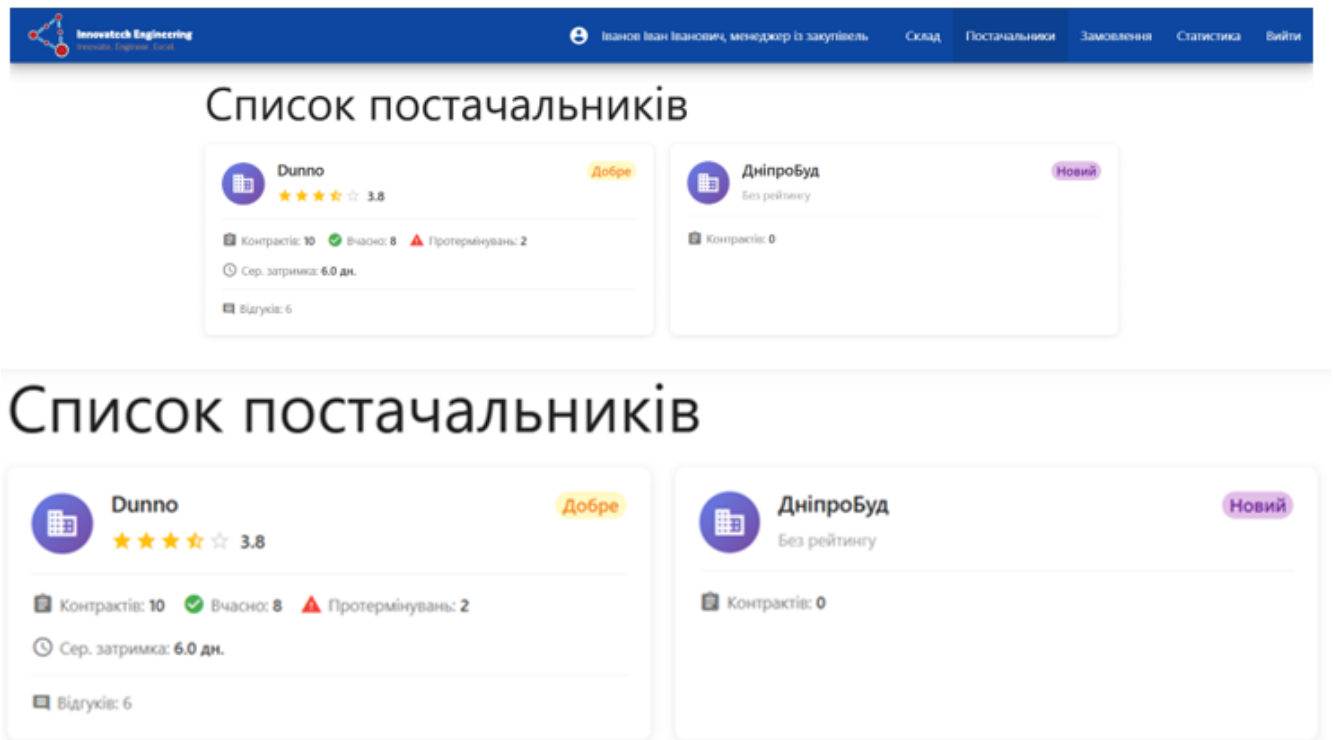 Innovatech Engineering
Innovate. Engineer. Excel.
Іванов Іван Іванович, менеджер із закупівель Склад Постачальники Замовлення Статистика Вийти
Список постачальників
Dunno Добре
3.8
Контрактів: 10 Вчасно: 8 Протермінувань: 2
Сер. затримка: 6.0 дн.
Відгуків: 6
ДніпроБуд Новий
Без рейтингу
Контрактів: 0
Список постачальників
Dunno Добре
3.8
Контрактів: 10 Вчасно: 8 Протермінувань: 2
Сер. затримка: 6.0 дн.
Відгуків: 6
ДніпроБуд Новий
Без рейтингу
Контрактів: 0